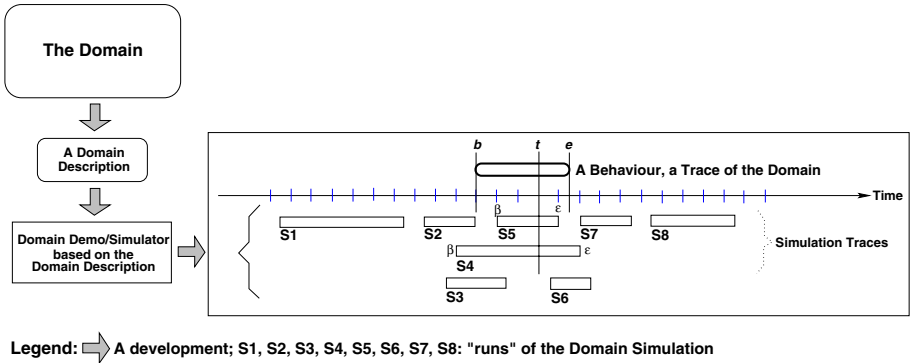 The Domain
A Domain
Description
Domain Demo/Simulator
based on the
Domain Description
b t e
A Behaviour, a Trace of the Domain
Time
β ε
S1 S2 S5 S7 S8
Simulation Traces
β ε
S4
S3 S6
Legend: A development; S1, S2, S3, S4, S5, S6, S7, S8: "runs" of the Domain Simulation